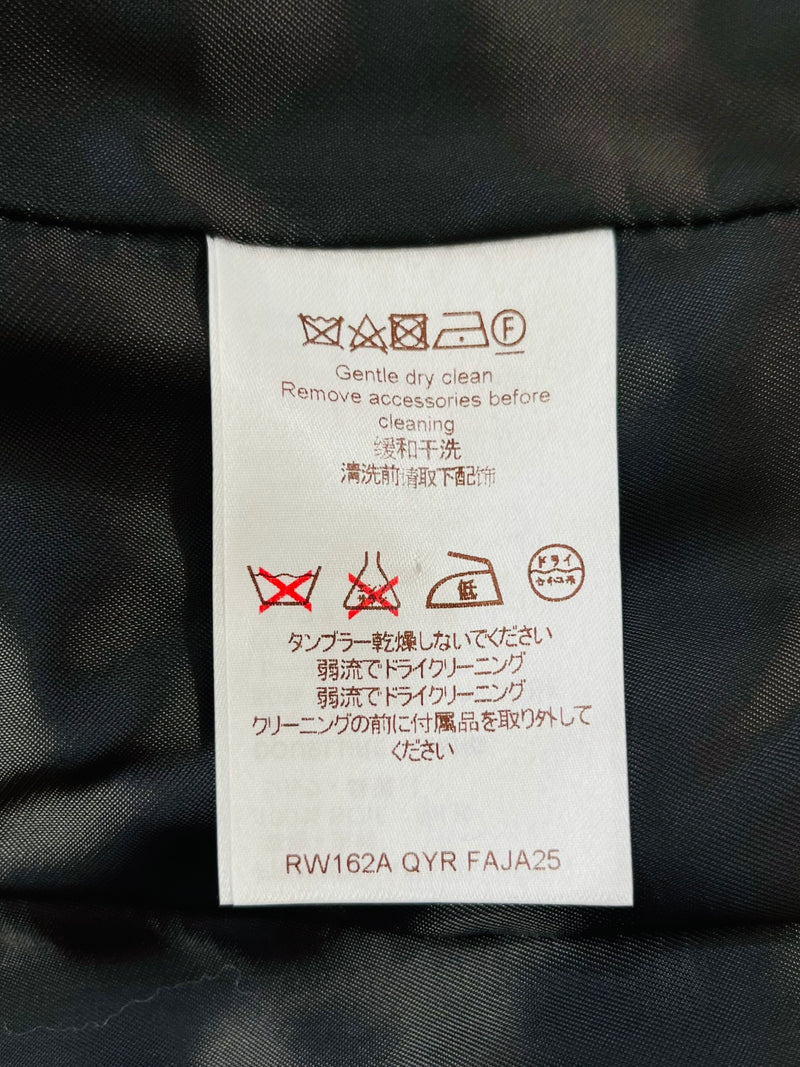 F
Gentle dry clean
Remove accessories before
cleaning
缓和干洗
清洗前请取下配饰
低
ドライ
タンブラー乾燥しないでください
弱流でドライクリーニング
弱流でドライクリーニング
クリーニングの前に付属品を取り外して
ください
RW162A QYR FAJA25